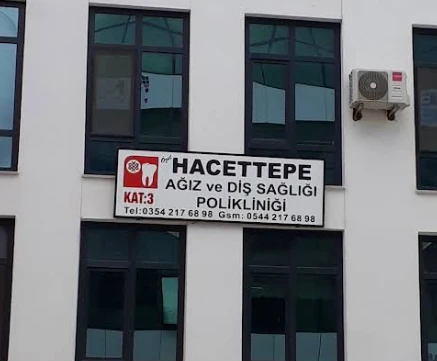 Özel HACETTEPE
AĞIZ ve DİŞ SAĞLIĞI
POLİKLİNİĞİ
KAT:3
Tel:0354 217 68 98 Gsm: 0544 217 68 98